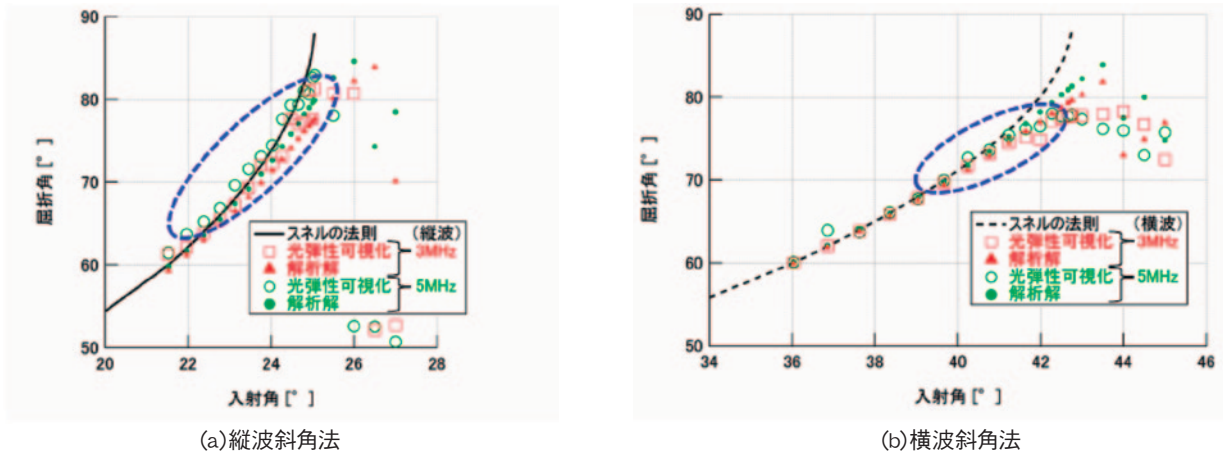 90
80
70
60
50
屈折角[°]
20
22
24
26
28
入射角[°]
スネルの法則 (縦波)
光弾性可視化
解析解
3MHz
光弾性可視化
解析解
5MHz
(a)縦波斜角法
90
80
70
60
50
屈折角[°]
34
36
38
40
42
44
46
入射角[°]
スネルの法則 (横波)
光弾性可視化
解析解
3MHz
光弾性可視化
解析解
5MHz
(b)横波斜角法